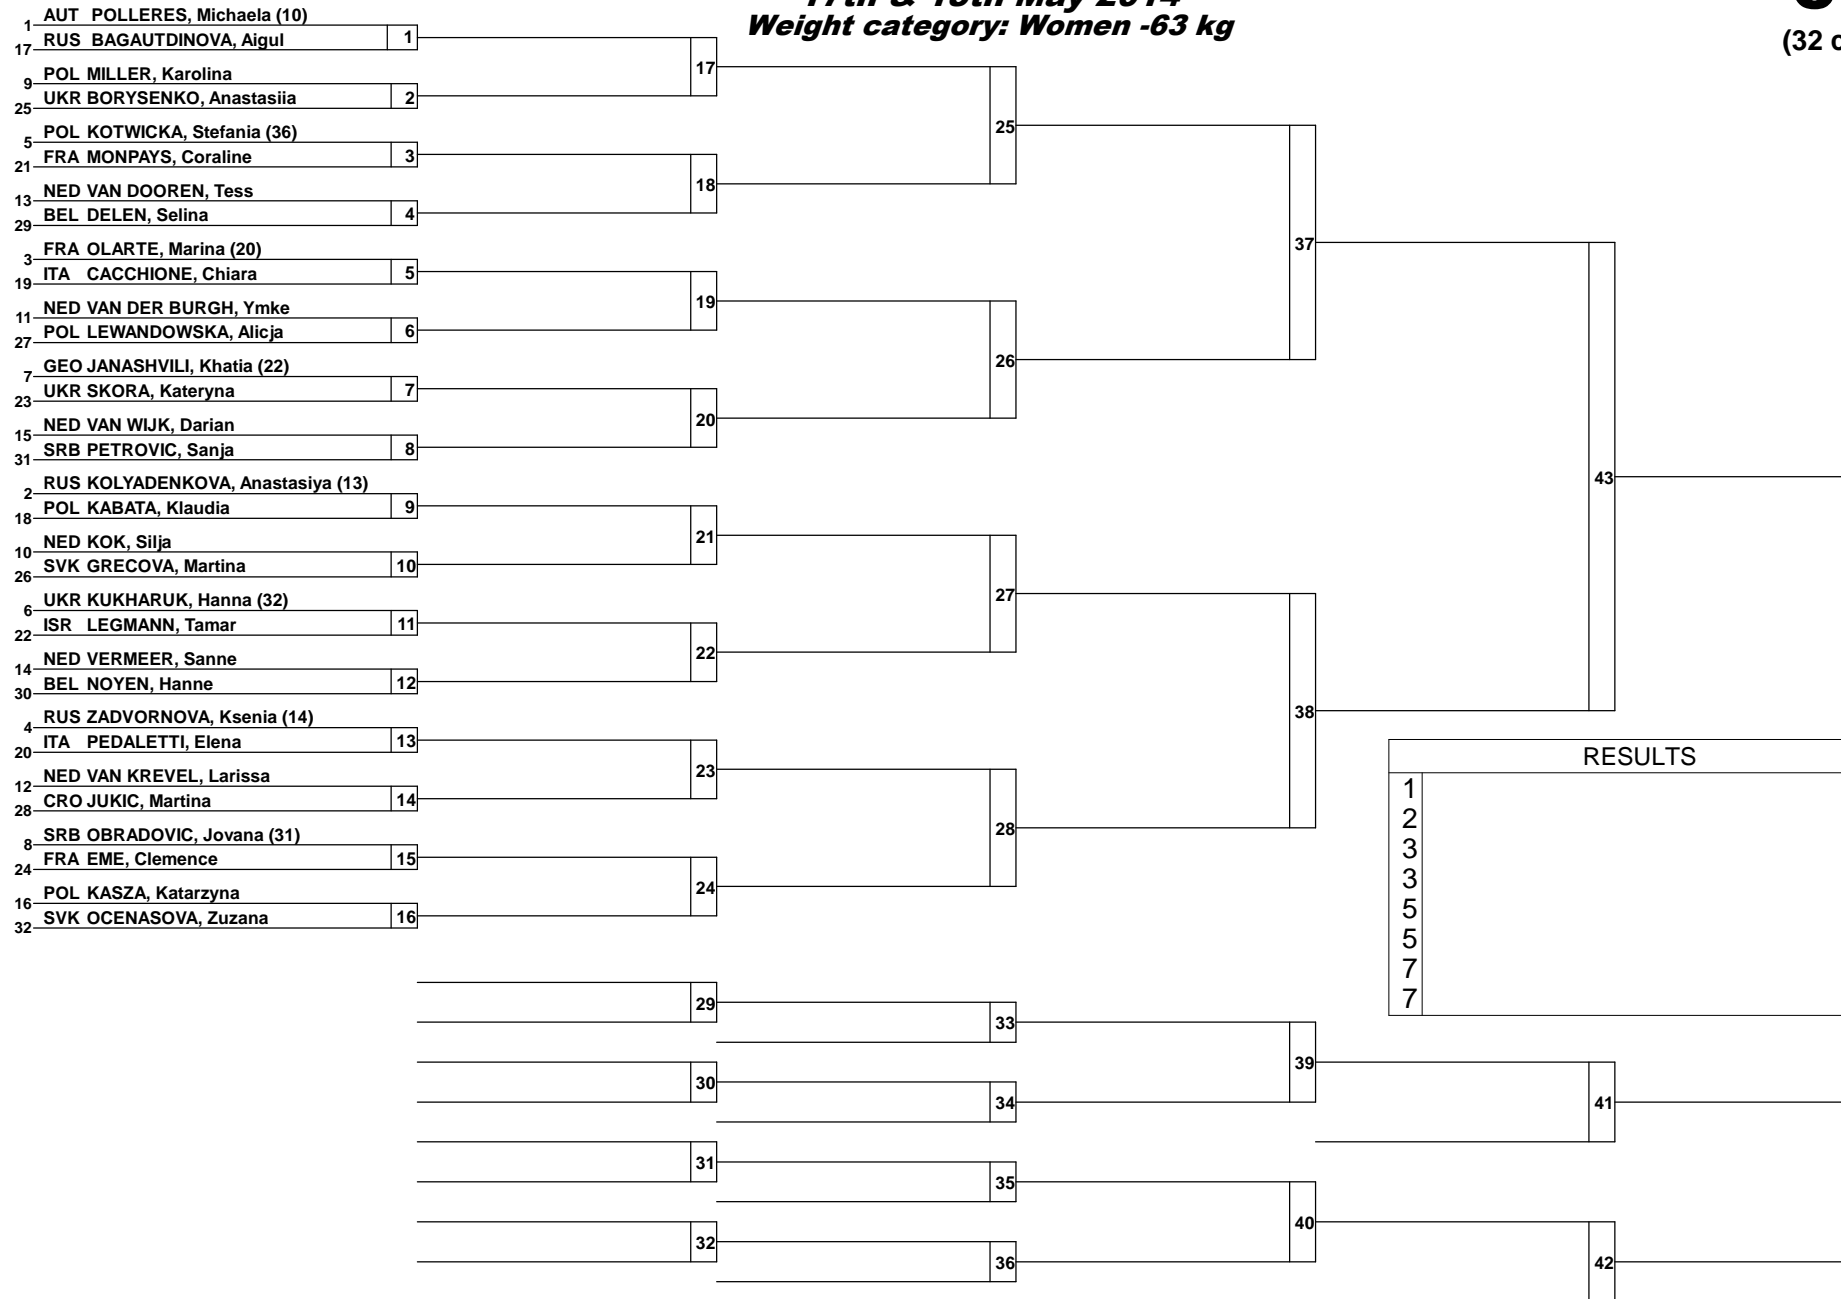 17th & 18th May 2014
Weight category: Women -63 kg
(32
1 AUT POLLERES, Michaela (10)
17 RUS BAGAUTDINOVA, Aigul 1
9 POL MILLER, Karolina
25 UKR BORYSENKO, Anastasiia 2
5 POL KOTWICKA, Stefania (36)
21 FRA MONPAYS, Coraline 3
13 NED VAN DOOREN, Tess
29 BEL DELEN, Selina 4
3 FRA OLARTE, Marina (20)
19 ITA CACCHIONE, Chiara 5
11 NED VAN DER BURGH, Ymke
27 POL LEWANDOWSKA, Alicja 6
7 GEO JANASHVILI, Khatia (22)
23 UKR SKORA, Kateryna 7
15 NED VAN WIJK, Darian
31 SRB PETROVIC, Sanja 8
2 RUS KOLYADENKOVA, Anastasiya (13)
18 POL KABATA, Klaudia 9
10 NED KOK, Silja
26 SVK GRECOVA, Martina 10
6 UKR KUKHARUK, Hanna (32)
22 ISR LEGMANN, Tamar 11
14 NED VERMEER, Sanne
30 BEL NOYEN, Hanne 12
4 RUS ZADVORNOVA, Ksenia (14)
20 ITA PEDALETTI, Elena 13
12 NED VAN KREVEL, Larissa
28 CRO JUKIC, Martina 14
8 SRB OBRADOVIC, Jovana (31)
24 FRA EME, Clemence 15
16 POL KASZA, Katarzyna
32 SVK OCENASOVA, Zuzana 16
17
18
19
20
21
22
23
24
25
26
27
28
37
38
43
RESULTS
1
2
3
3
5
5
7
7
29
30
31
32
33
34
35
36
39
40
41
42